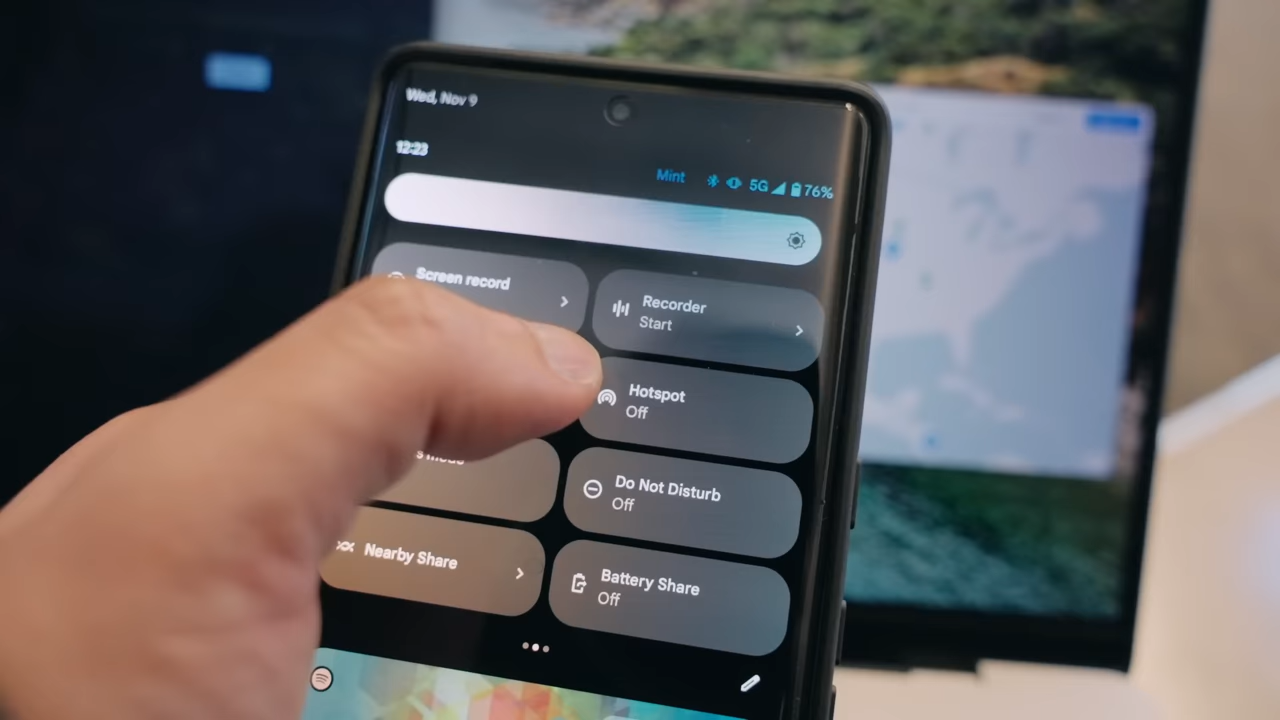 Wed, Nov 9
12:23
Mint 5G 76%
Screen record
Recorder
Start
Hotspot
Off
Do Not Disturb
Off
Nearby Share
Battery Share
Off